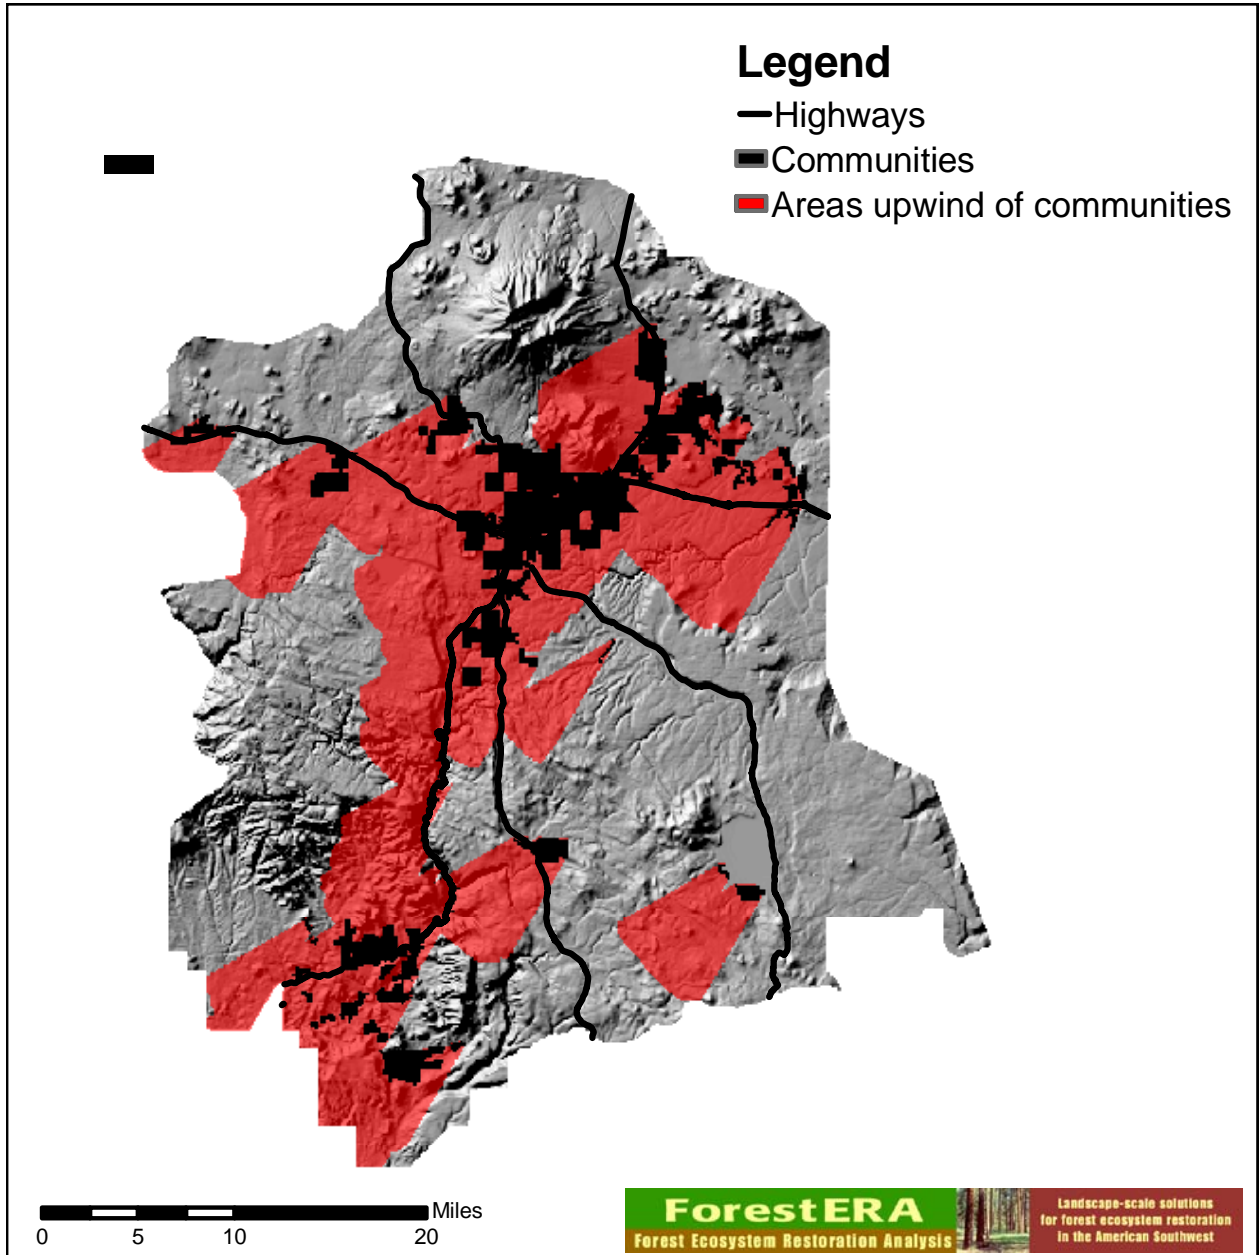 Legend
Highways
Communities
Areas upwind of communities
Miles
0 5 10 20
ForestERA
Forest Ecosystem Restoration Analysis
Landscape-scale solutions
for forest ecosystem restoration
in the American Southwest